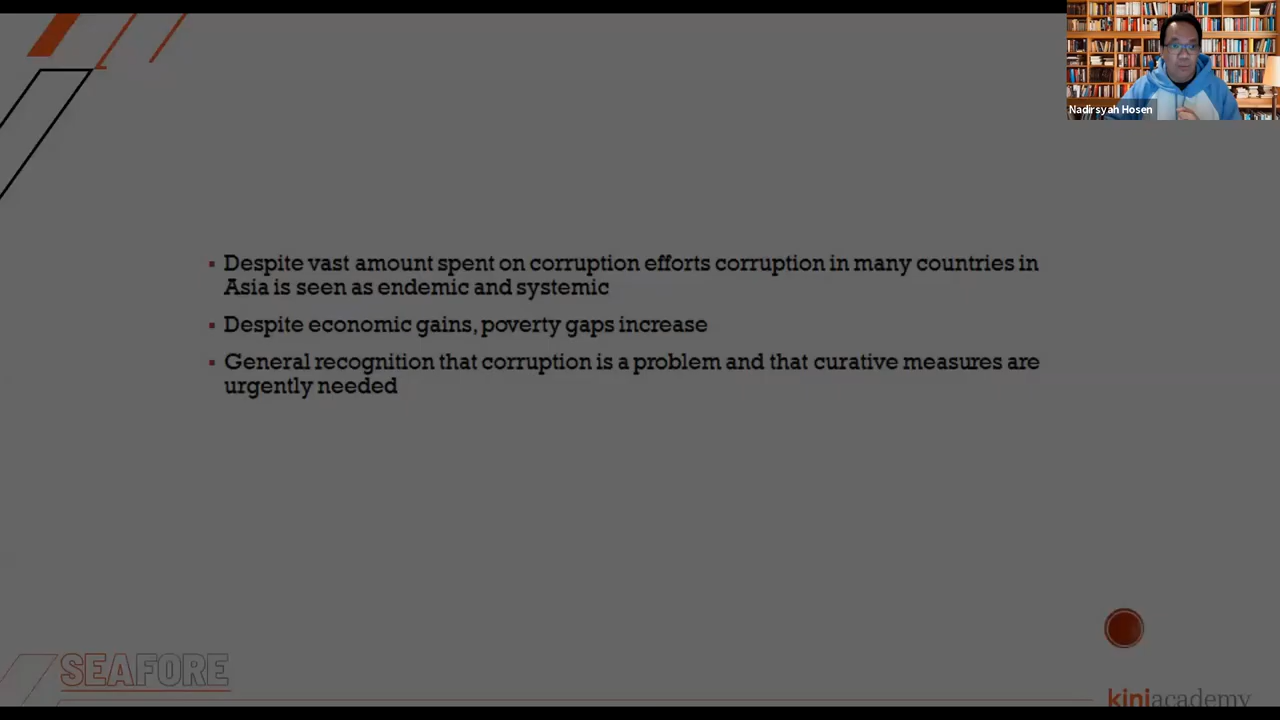 Nadirsyah Hosen
▪ Despite vast amount spent on corruption efforts corruption in many countries in
Asia is seen as endemic and systemic
▪ Despite economic gains, poverty gaps increase
▪ General recognition that corruption is a problem and that curative measures are
urgently needed
SEAFORE
kiniacademy